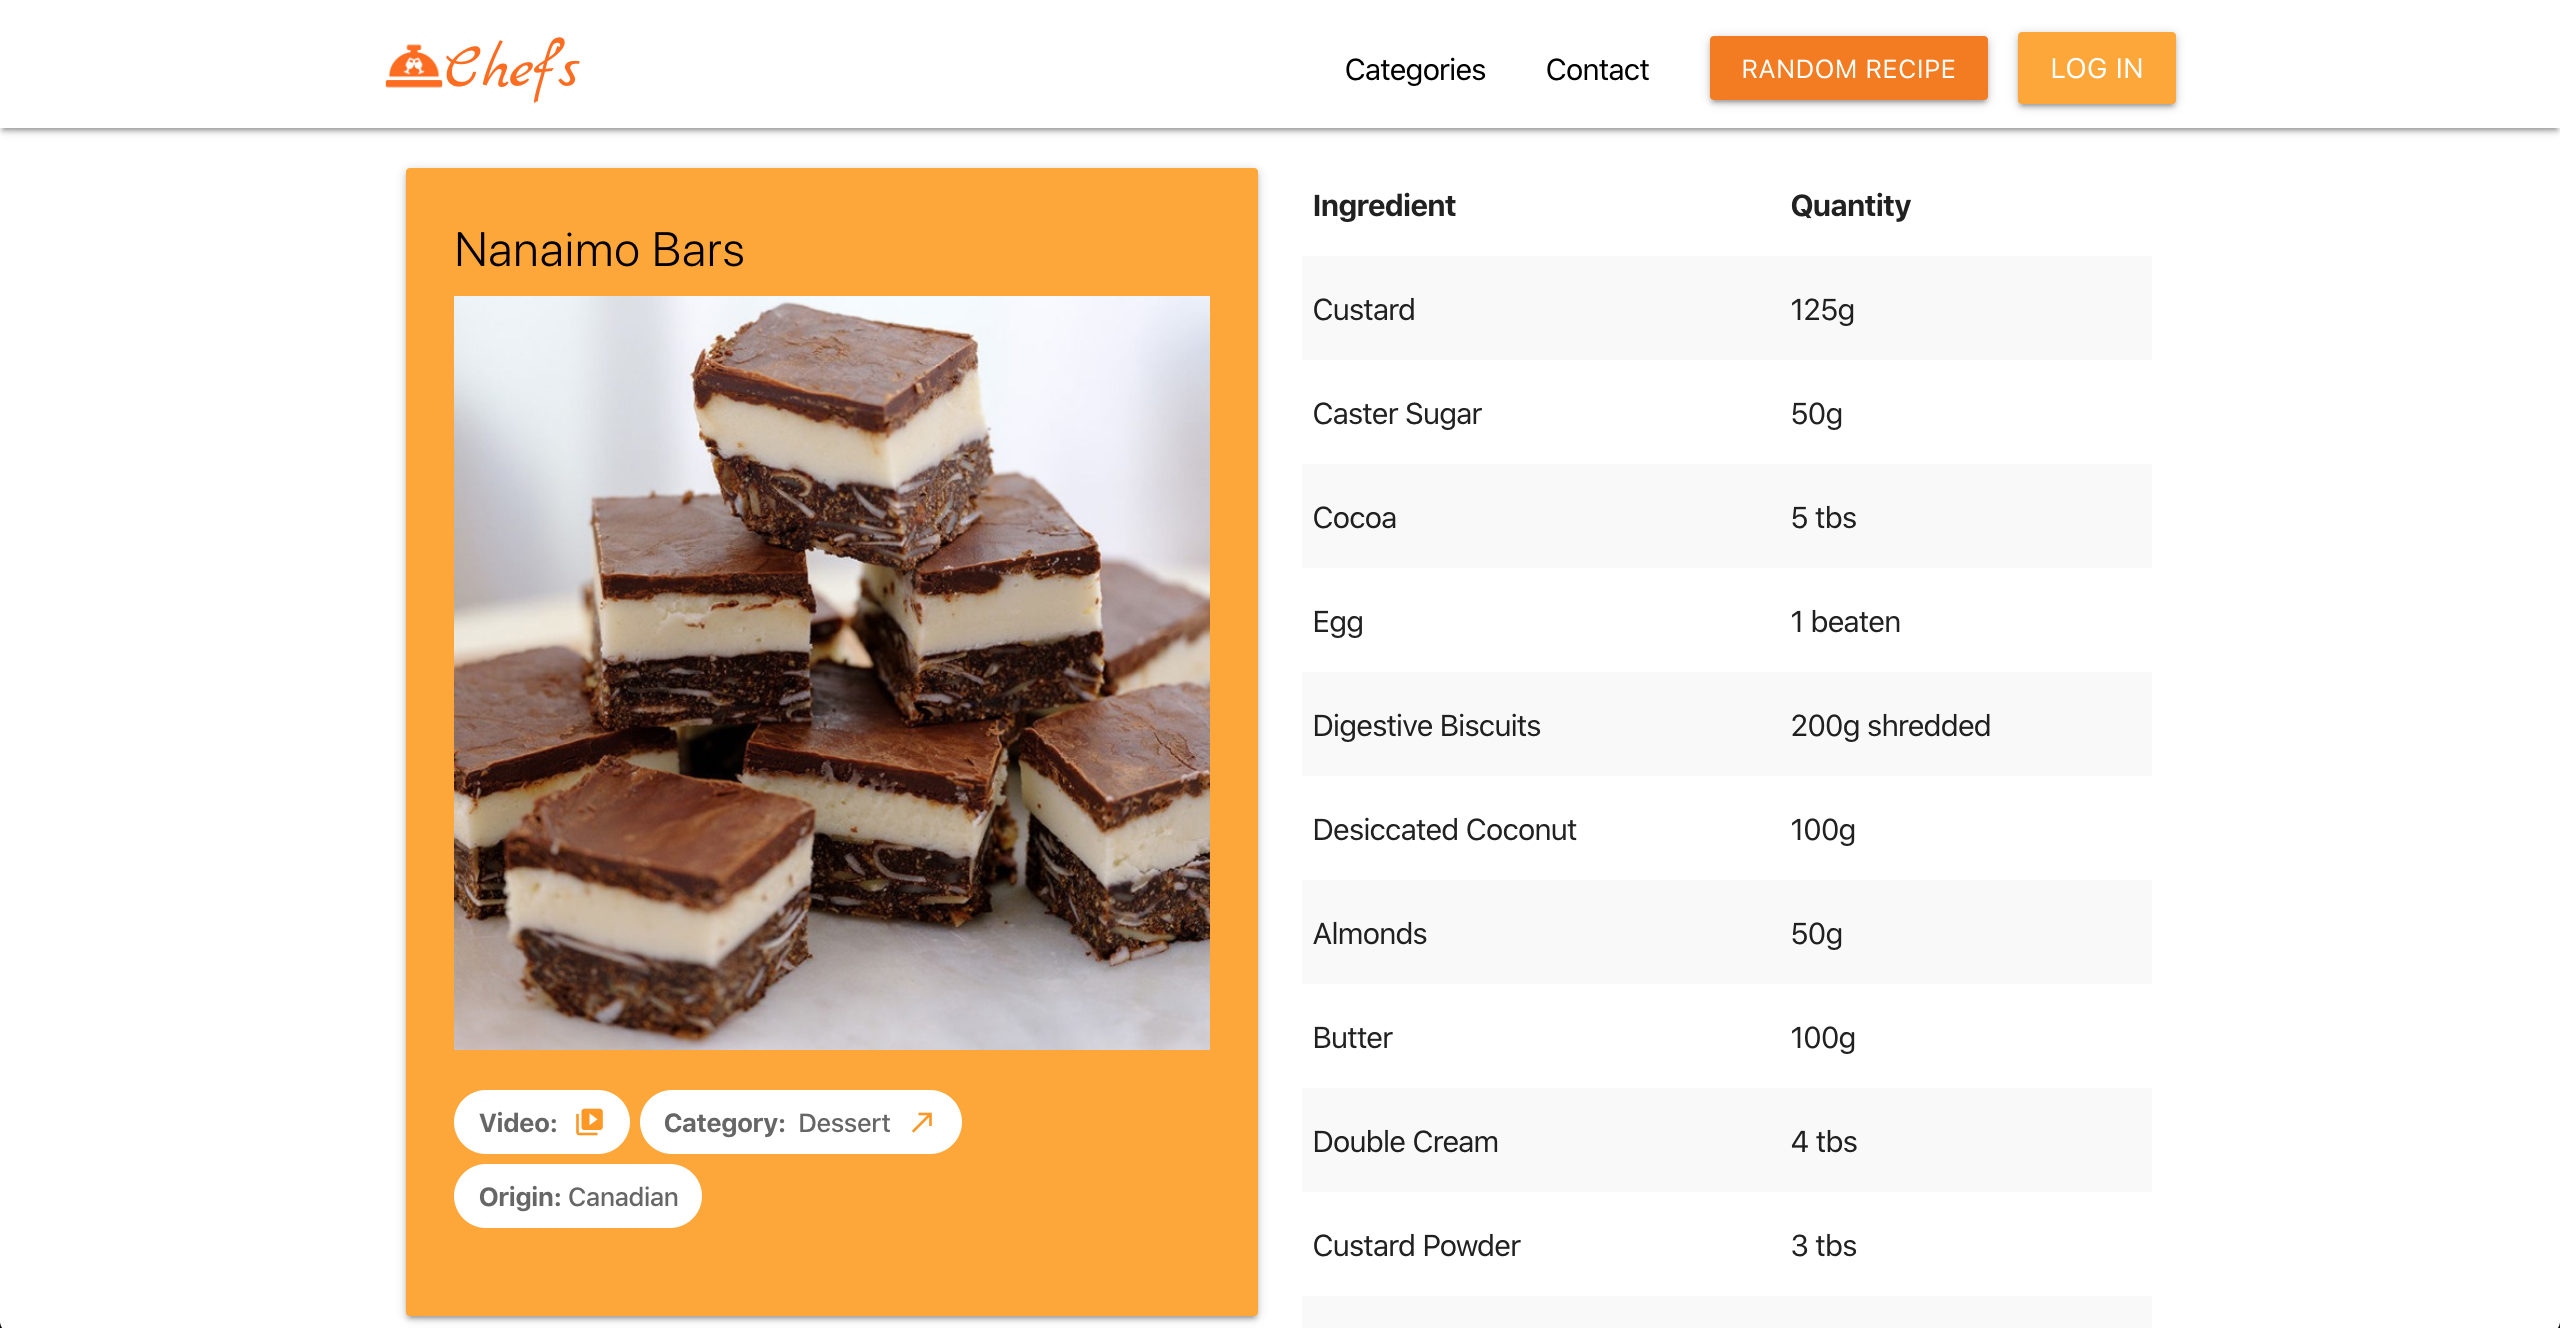 Chefs
Categories Contact RANDOM RECIPE LOG IN
Nanaimo Bars
Video: Category: Dessert
Origin: Canadian
Ingredient Quantity
Custard 125g
Caster Sugar 50g
Cocoa 5 tbs
Egg 1 beaten
Digestive Biscuits 200g shredded
Desiccated Coconut 100g
Almonds 50g
Butter 100g
Double Cream 4 tbs
Custard Powder 3 tbs